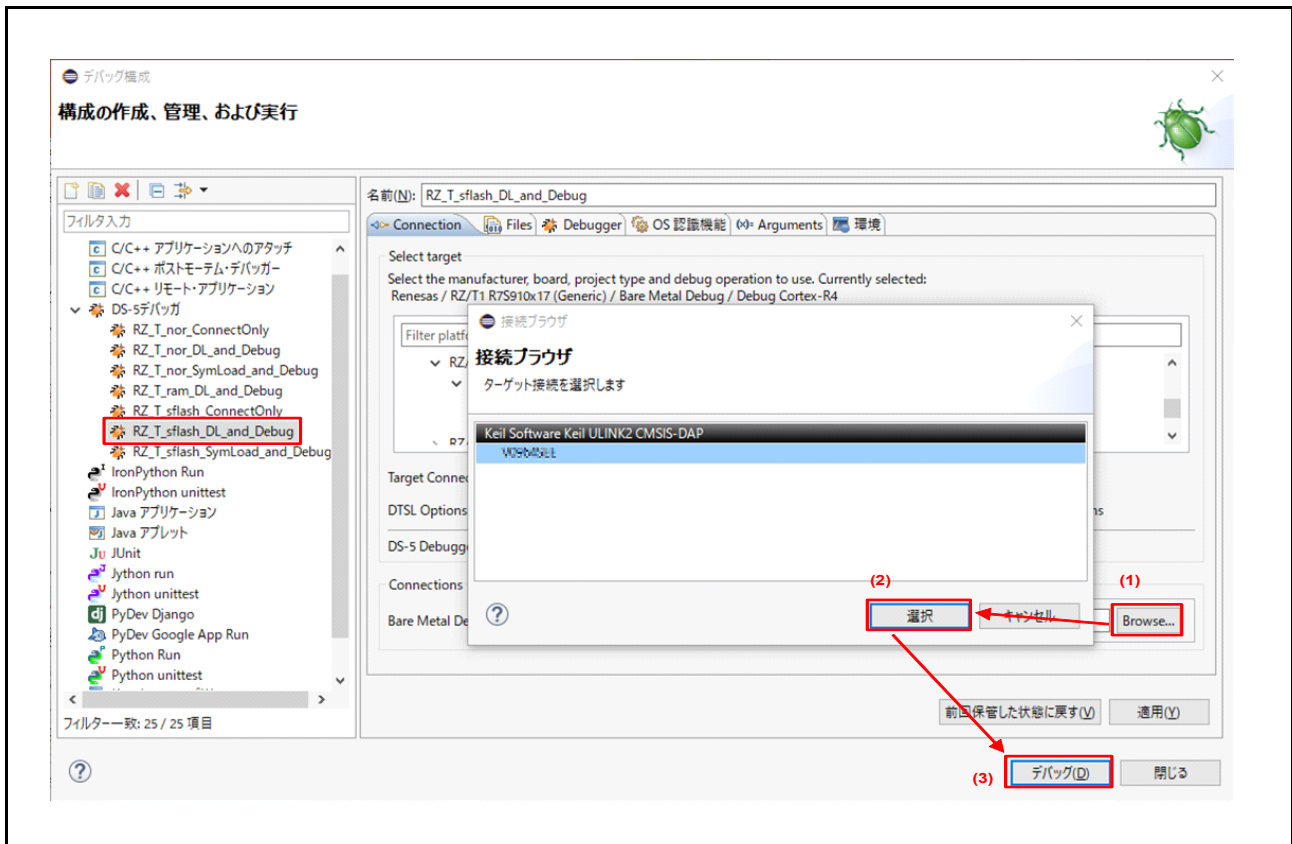 デバッグ構成
構成の作成、管理、および実行
フィルタ入力
C/C++ アプリケーションへのアタッチ
C/C++ ポストモーテム・デバッガー
C/C++ リモート・アプリケーション
DS-5デバッガ
RZ_T_nor_ConnectOnly
RZ_T_nor_DL_and_Debug
RZ_T_nor_SymLoad_and_Debug
RZ_T_ram_DL_and_Debug
RZ_T_sflash_ConnectOnly
RZ_T_sflash_DL_and_Debug
RZ_T_sflash_SymLoad_and_Debug
IronPython Run
IronPython unittest
Java アプリケーション
Java アプレット
JUnit
Jython run
Jython unittest
PyDev Django
PyDev Google App Run
Python Run
Python unittest
フィルター一致: 25 / 25 項目
名前(N): RZ_T_sflash_DL_and_Debug
Connection Files Debugger OS 認識機能 Arguments 環境
Select target
Select the manufacturer, board, project type and debug operation to use. Currently selected:
Renesas / RZ/T1 R7S910x17 (Generic) / Bare Metal Debug / Debug Cortex-R4
Filter platfo
RZ/
RZ/
Target Connec
DTSL Options
ns
DS-5 Debugge
Connections
Bare Metal De
Browse...
接続ブラウザ
接続ブラウザ
ターゲット接続を選択します
Keil Software Keil ULINK2 CMSIS-DAP
(2)
(1)
選択 キャンセル
前回保管した状態に戻す(V) 適用(Y)
(3) デバッグ(D) 閉じる